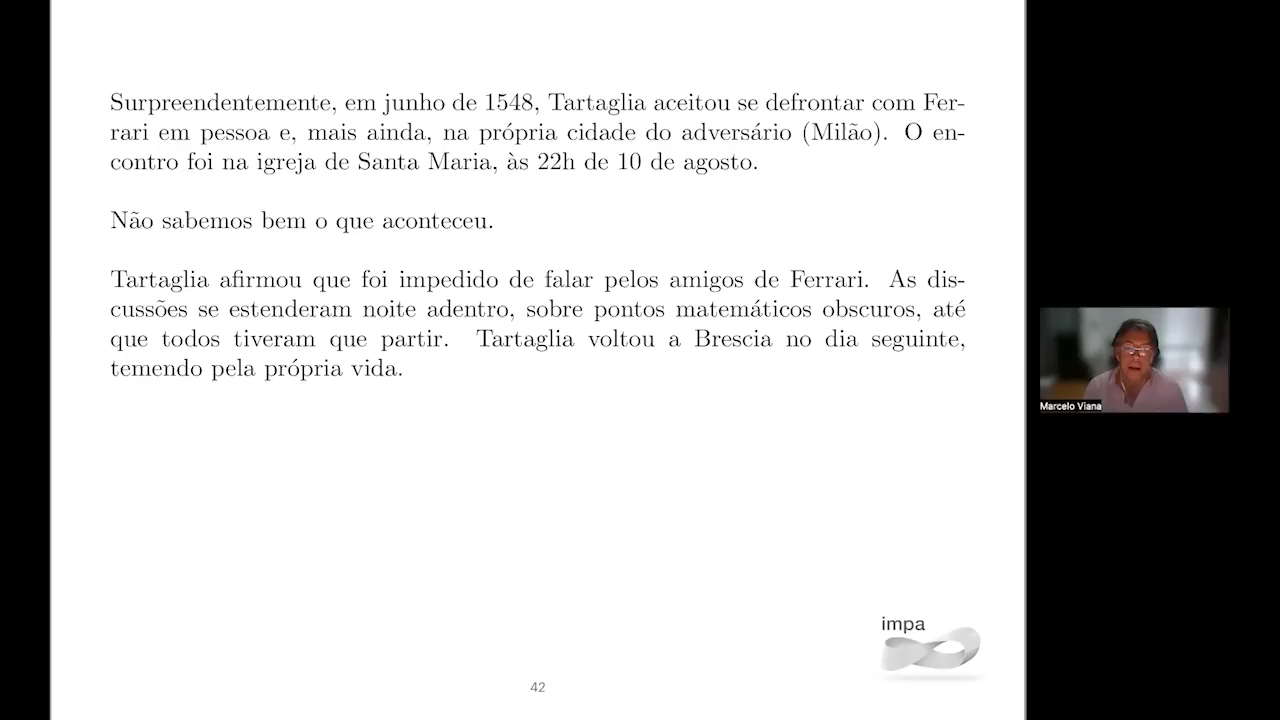 Surpreendentemente, em junho de 1548, Tartaglia aceitou se defrontar com Fer-
rari em pessoa e, mais ainda, na própria cidade do adversário (Milão). O en-
contro foi na igreja de Santa Maria, às 22h de 10 de agosto.
Não sabemos bem o que aconteceu.
Tartaglia afirmou que foi impedido de falar pelos amigos de Ferrari. As dis-
cussões se estenderam noite adentro, sobre pontos matemáticos obscuros, até
que todos tiveram que partir. Tartaglia voltou a Brescia no dia seguinte,
temendo pela própria vida.
Marcelo Viana
impa
42